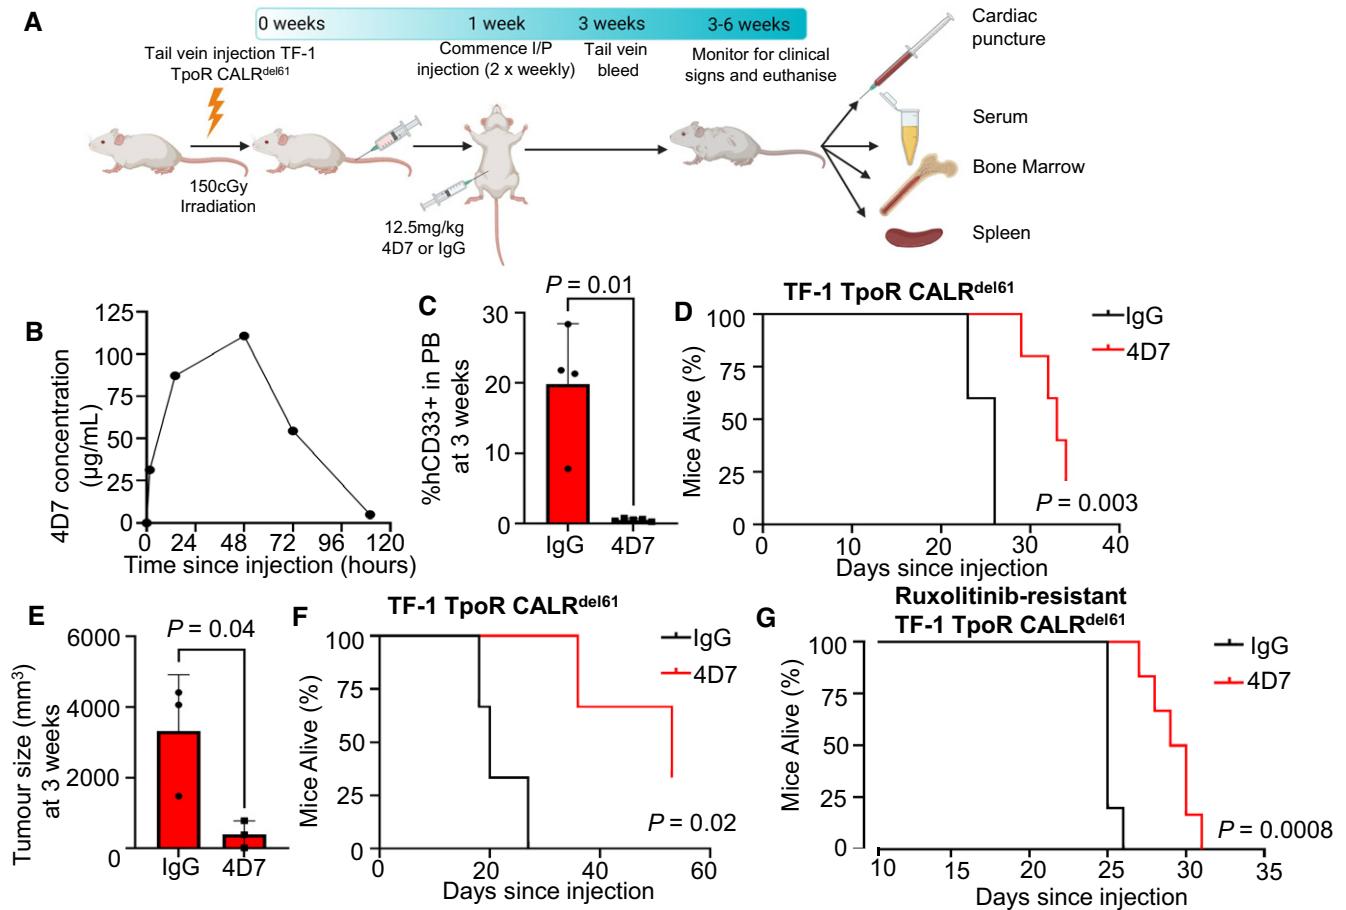 A
0 weeks
1 week
3 weeks
3-6 weeks
Tail vein injection TF-1
TpoR CALRdel61
Commence I/P
injection (2 x weekly)
Tail vein
bleed
Monitor for clinical
signs and euthanise
Cardiac
puncture
Serum
Bone Marrow
Spleen
150cGy
Irradiation
12.5mg/kg
4D7 or IgG
B
4D7 concentration
(µg/mL)
125
100
75
50
25
0
0 24 48 72 96 120
Time since injection (hours)
C
P = 0.01
%hCD33+ in PB
at 3 weeks
30
20
10
0
IgG 4D7
D
TF-1 TpoR CALRdel61
IgG
4D7
Mice Alive (%)
100
75
50
25
0
P = 0.003
0 10 20 30 40
Days since injection
E
P = 0.04
Tumour size (mm3)
at 3 weeks
6000
4000
2000
0
IgG 4D7
F
TF-1 TpoR CALRdel61
IgG
4D7
Mice Alive (%)
100
75
50
25
0
P = 0.02
0 20 40 60
Days since injection
G
Ruxolitinib-resistant
TF-1 TpoR CALRdel61
IgG
4D7
Mice Alive (%)
100
75
50
25
0
P = 0.0008
10 15 20 25 30 35
Days since injection